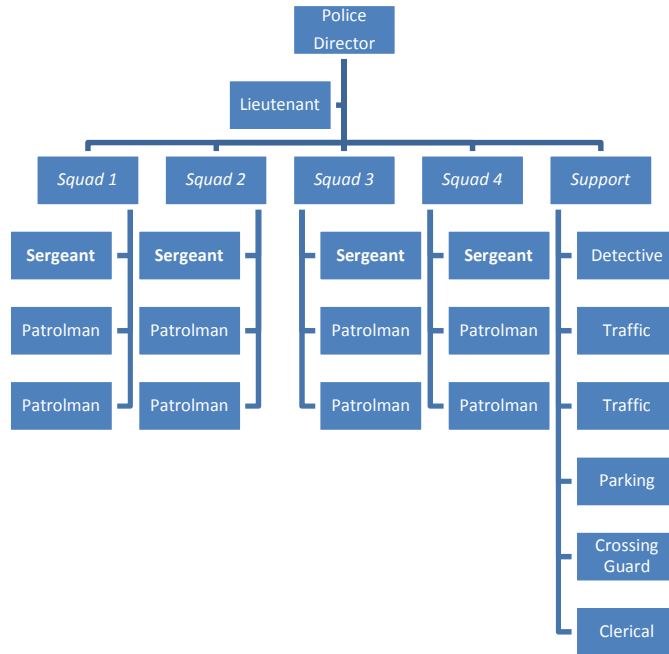 Police
Director
Lieutenant
Squad 1
Squad 2
Squad 3
Squad 4
Support
Sergeant
Sergeant
Sergeant
Sergeant
Detective
Patrolman
Patrolman
Patrolman
Patrolman
Traffic
Patrolman
Patrolman
Patrolman
Patrolman
Traffic
Parking
Crossing
Guard
Clerical